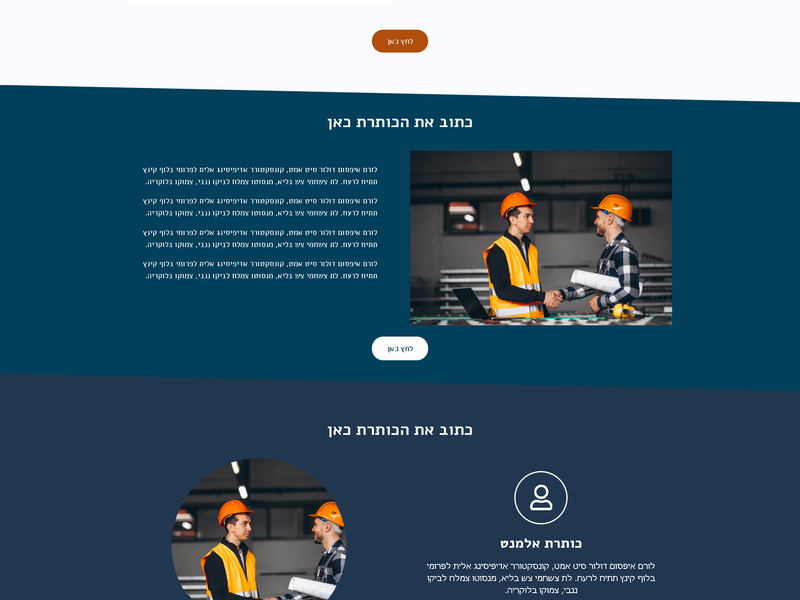 לחץ כאן
כתוב את הכותרת כאן
לורם איפסום דולור סיט אמט, קונסקטורר אדיפיסינג אלית לפרומי בלוף קינץ
תתיח לרעח. לת צשחמי צש בליא, מנסוטו צמלח לביקו ננבי, צמוקו בלוקריה.
לורם איפסום דולור סיט אמט, קונסקטורר אדיפיסינג אלית לפרומי בלוף קינץ
תתיח לרעח. לת צשחמי צש בליא, מנסוטו צמלח לביקו ננבי, צמוקו בלוקריה.
לורם איפסום דולור סיט אמט, קונסקטורר אדיפיסינג אלית לפרומי בלוף קינץ
תתיח לרעח. לת צשחמי צש בליא, מנסוטו צמלח לביקו ננבי, צמוקו בלוקריה.
לורם איפסום דולור סיט אמט, קונסקטורר אדיפיסינג אלית לפרומי בלוף קינץ
תתיח לרעח. לת צשחמי צש בליא, מנסוטו צמלח לביקו ננבי, צמוקו בלוקריה.
לחץ כאן
כתוב את הכותרת כאן
כותרת אלמנט
לורם איפסום דולור סיט אמט, קונסקטורר אדיפיסינג אלית לפרומי
בלוף קינץ תתיח לרעח. לת צשחמי צש בליא, מנסוטו צמלח לביקו
ננבי, צמוקו בלוקריה.